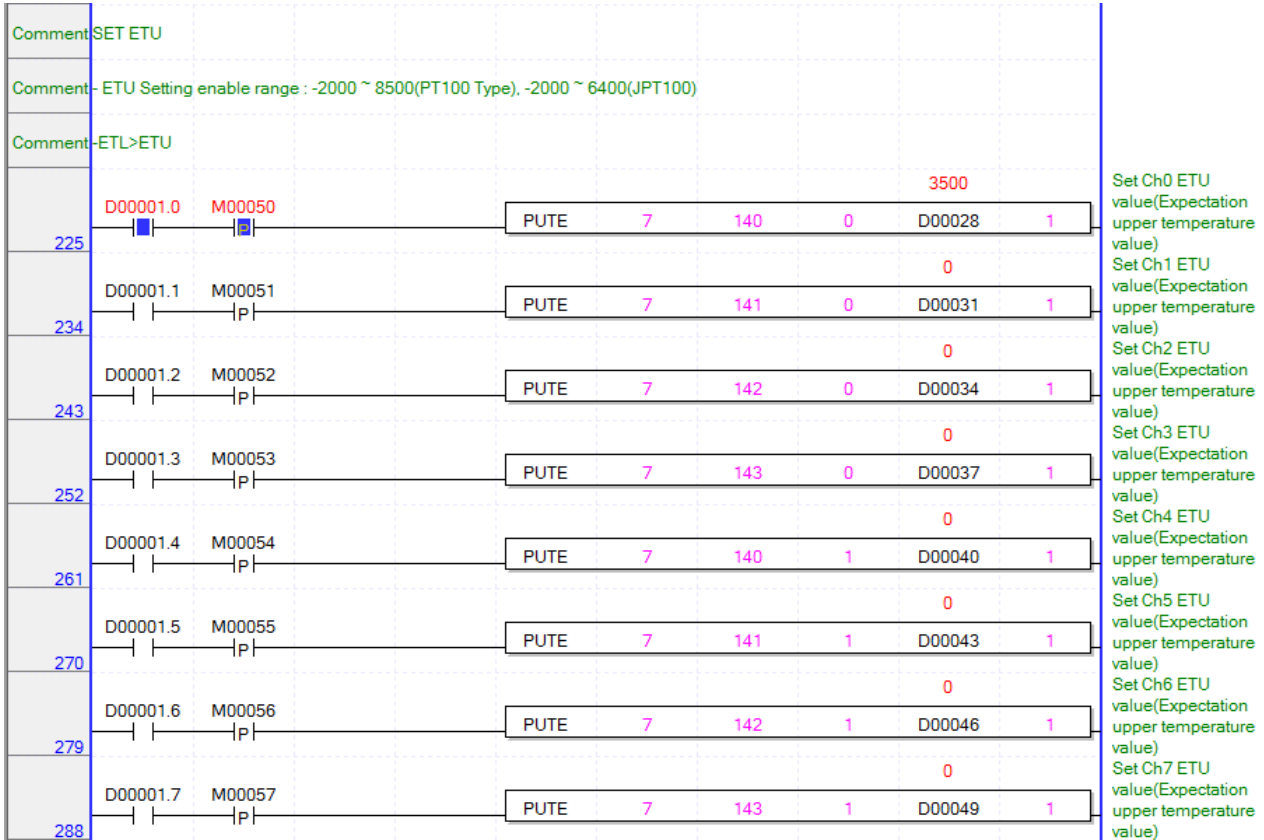 Comment SET ETU
Comment - ETU Setting enable range : -2000 ~ 8500(PT100 Type), -2000 ~ 6400(JPT100)
Comment -ETL>ETU
3500
D00001.0 M00050
P
225 PUTE 7 140 0 D00028 1
Set Ch0 ETU
value(Expectation
upper temperature
value)
0
D00001.1 M00051
P
234 PUTE 7 141 0 D00031 1
Set Ch1 ETU
value(Expectation
upper temperature
value)
0
D00001.2 M00052
P
243 PUTE 7 142 0 D00034 1
Set Ch2 ETU
value(Expectation
upper temperature
value)
0
D00001.3 M00053
P
252 PUTE 7 143 0 D00037 1
Set Ch3 ETU
value(Expectation
upper temperature
value)
0
D00001.4 M00054
P
261 PUTE 7 140 1 D00040 1
Set Ch4 ETU
value(Expectation
upper temperature
value)
0
D00001.5 M00055
P
270 PUTE 7 141 1 D00043 1
Set Ch5 ETU
value(Expectation
upper temperature
value)
0
D00001.6 M00056
P
279 PUTE 7 142 1 D00046 1
Set Ch6 ETU
value(Expectation
upper temperature
value)
0
D00001.7 M00057
P
288 PUTE 7 143 1 D00049 1
Set Ch7 ETU
value(Expectation
upper temperature
value)